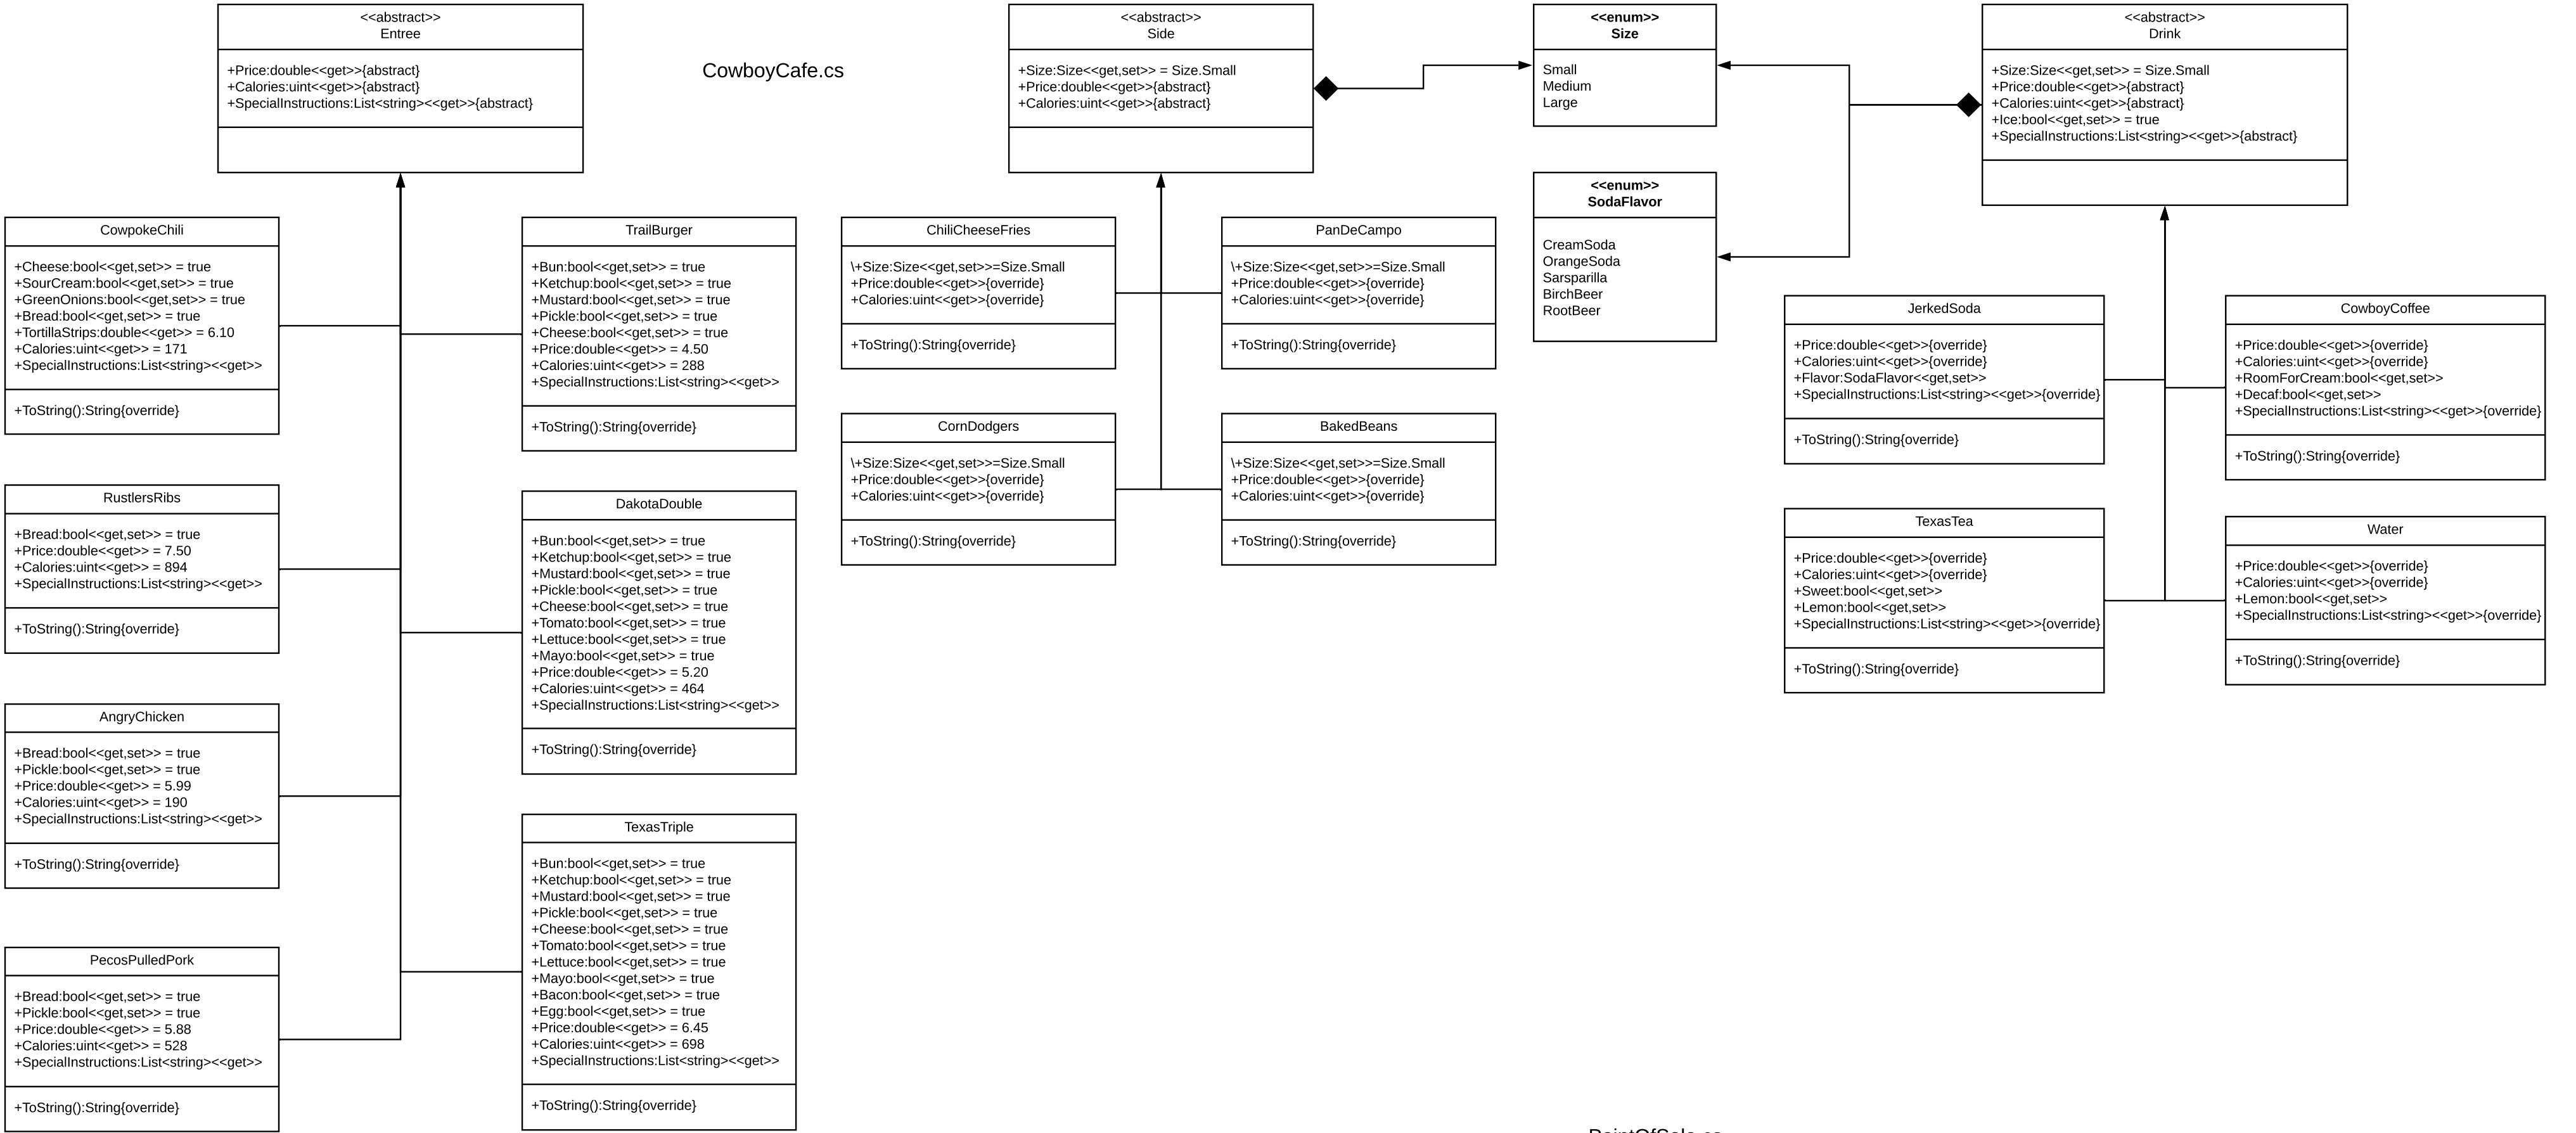 <<abstract>>
Entree
+Price:double<<get>>{abstract}
+Calories:uint<<get>>{abstract}
+SpecialInstructions:List<string><<get>>{abstract}
CowboyCafe.cs
<<abstract>>
Side
+Size:Size<<get,set>> = Size.Small
+Price:double<<get>>{abstract}
+Calories:uint<<get>>{abstract}
<<enum>>
Size
Small
Medium
Large
<<abstract>>
Drink
+Size:Size<<get,set>> = Size.Small
+Price:double<<get>>{abstract}
+Calories:uint<<get>>{abstract}
+Ice:bool<<get,set>> = true
+SpecialInstructions:List<string><<get>>{abstract}
<<enum>>
SodaFlavor
CreamSoda
OrangeSoda
Sarsparilla
BirchBeer
RootBeer
CowpokeChili
+Cheese:bool<<get,set>> = true
+SourCream:bool<<get,set>> = true
+GreenOnions:bool<<get,set>> = true
+Bread:bool<<get,set>> = true
+TortillaStrips:double<<get>> = 6.10
+Calories:uint<<get>> = 171
+SpecialInstructions:List<string><<get>>
+ToString():String{override}
TrailBurger
+Bun:bool<<get,set>> = true
+Ketchup:bool<<get,set>> = true
+Mustard:bool<<get,set>> = true
+Pickle:bool<<get,set>> = true
+Cheese:bool<<get,set>> = true
+Price:double<<get>> = 4.50
+Calories:uint<<get>> = 288
+SpecialInstructions:List<string><<get>>
+ToString():String{override}
ChiliCheeseFries
\+Size:Size<<get,set>>=Size.Small
+Price:double<<get>>{override}
+Calories:uint<<get>>{override}
+ToString():String{override}
PanDeCampo
\+Size:Size<<get,set>>=Size.Small
+Price:double<<get>>{override}
+Calories:uint<<get>>{override}
+ToString():String{override}
JerkedSoda
+Price:double<<get>>{override}
+Calories:uint<<get>>{override}
+Flavor:SodaFlavor<<get,set>>
+SpecialInstructions:List<string><<get>>{override}
+ToString():String{override}
CowboyCoffee
+Price:double<<get>>{override}
+Calories:uint<<get>>{override}
+RoomForCream:bool<<get,set>>
+Decaf:bool<<get,set>>
+SpecialInstructions:List<string><<get>>{override}
+ToString():String{override}
CornDodgers
\+Size:Size<<get,set>>=Size.Small
+Price:double<<get>>{override}
+Calories:uint<<get>>{override}
+ToString():String{override}
BakedBeans
\+Size:Size<<get,set>>=Size.Small
+Price:double<<get>>{override}
+Calories:uint<<get>>{override}
+ToString():String{override}
RustlersRibs
+Bread:bool<<get,set>> = true
+Price:double<<get>> = 7.50
+Calories:uint<<get>> = 894
+SpecialInstructions:List<string><<get>>
+ToString():String{override}
DakotaDouble
+Bun:bool<<get,set>> = true
+Ketchup:bool<<get,set>> = true
+Mustard:bool<<get,set>> = true
+Pickle:bool<<get,set>> = true
+Cheese:bool<<get,set>> = true
+Tomato:bool<<get,set>> = true
+Lettuce:bool<<get,set>> = true
+Mayo:bool<<get,set>> = true
+Price:double<<get>> = 5.20
+Calories:uint<<get>> = 464
+SpecialInstructions:List<string><<get>>
+ToString():String{override}
TexasTea
+Price:double<<get>>{override}
+Calories:uint<<get>>{override}
+Sweet:bool<<get,set>>
+Lemon:bool<<get,set>>
+SpecialInstructions:List<string><<get>>{override}
+ToString():String{override}
Water
+Price:double<<get>>{override}
+Calories:uint<<get>>{override}
+Lemon:bool<<get,set>>
+SpecialInstructions:List<string><<get>>{override}
+ToString():String{override}
AngryChicken
+Bread:bool<<get,set>> = true
+Pickle:bool<<get,set>> = true
+Price:double<<get>> = 5.99
+Calories:uint<<get>> = 190
+SpecialInstructions:List<string><<get>>
+ToString():String{override}
TexasTriple
+Bun:bool<<get,set>> = true
+Ketchup:bool<<get,set>> = true
+Mustard:bool<<get,set>> = true
+Pickle:bool<<get,set>> = true
+Cheese:bool<<get,set>> = true
+Tomato:bool<<get,set>> = true
+Lettuce:bool<<get,set>> = true
+Mayo:bool<<get,set>> = true
+Bacon:bool<<get,set>> = true
+Egg:bool<<get,set>> = true
+Price:double<<get>> = 6.45
+Calories:uint<<get>> = 698
+SpecialInstructions:List<string><<get>>
+ToString():String{override}
PecosPulledPork
+Bread:bool<<get,set>> = true
+Pickle:bool<<get,set>> = true
+Price:double<<get>> = 5.88
+Calories:uint<<get>> = 528
+SpecialInstructions:List<string><<get>>
+ToString():String{override}